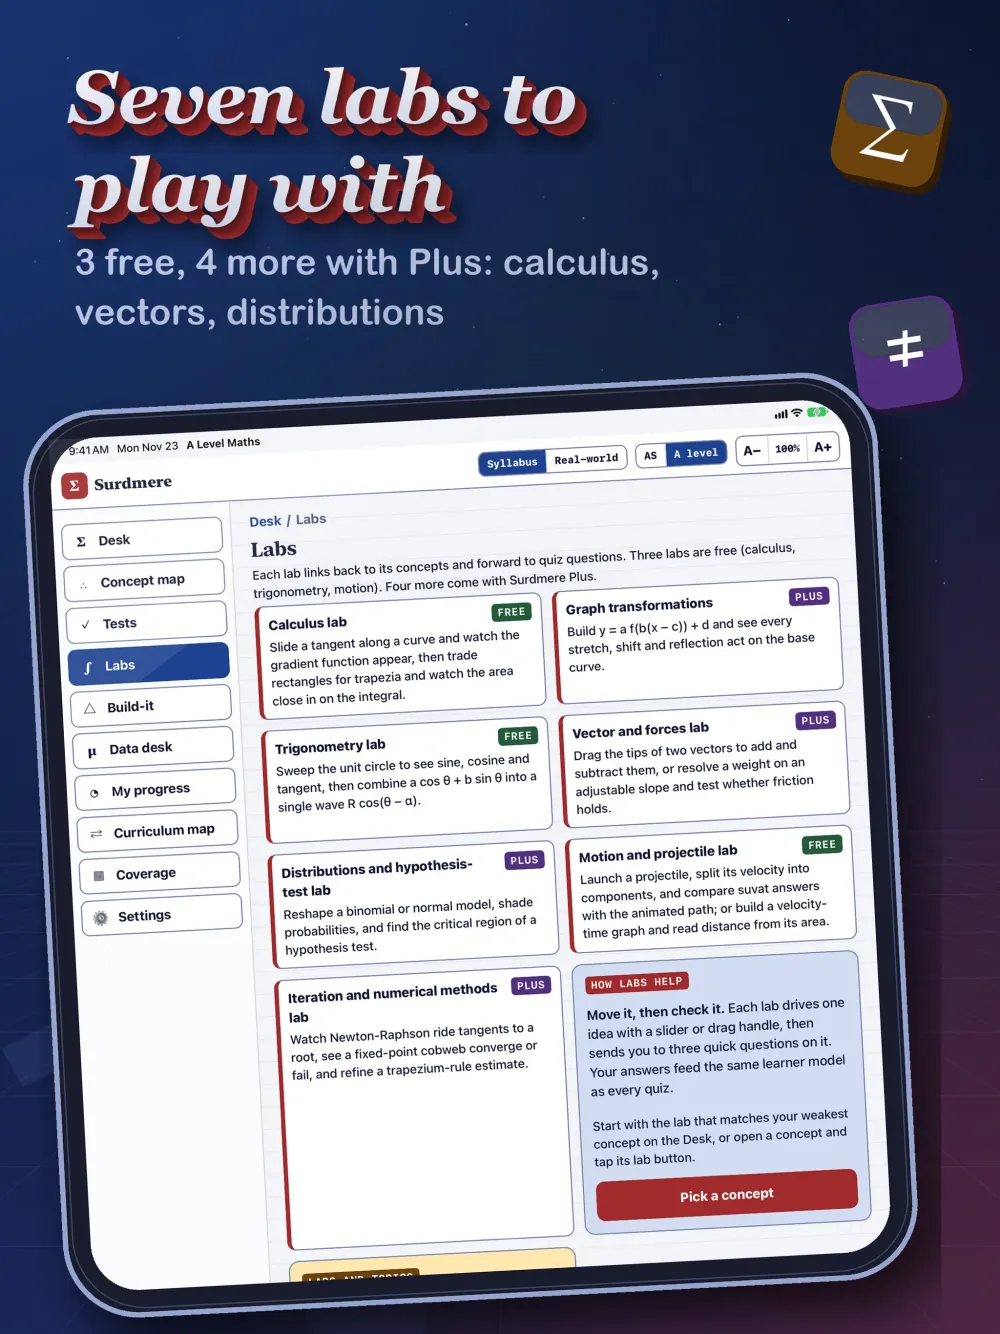 Seven labs to
play with
3 free, 4 more with Plus: calculus,
vectors, distributions
Σ
≠
9:41 AM Mon Nov 23 A Level Maths
Σ Surdmere
Syllabus Real-world AS A level A− 100% A+
Σ Desk
∴ Concept map
✓ Tests
∫ Labs
△ Build-it
μ Data desk
My progress
⇄ Curriculum map
▦ Coverage
Settings
Desk / Labs
Labs
Each lab links back to its concepts and forward to quiz questions. Three labs are free (calculus,
trigonometry, motion). Four more come with Surdmere Plus.
Calculus lab FREE
Slide a tangent along a curve and watch the
gradient function appear, then trade
rectangles for trapezia and watch the area
close in on the integral.
Graph transformations PLUS
Build y = a f(b(x − c)) + d and see every
stretch, shift and reflection act on the base
curve.
Trigonometry lab FREE
Sweep the unit circle to see sine, cosine and
tangent, then combine a cos θ + b sin θ into a
single wave R cos(θ − α).
Vector and forces lab PLUS
Drag the tips of two vectors to add and
subtract them, or resolve a weight on an
adjustable slope and test whether friction
holds.
Distributions and hypothesis-
test lab PLUS
Reshape a binomial or normal model, shade
probabilities, and find the critical region of a
hypothesis test.
Motion and projectile lab FREE
Launch a projectile, split its velocity into
components, and compare suvat answers
with the animated path; or build a velocity-
time graph and read distance from its area.
Iteration and numerical methods
lab PLUS
Watch Newton-Raphson ride tangents to a
root, see a fixed-point cobweb converge or
fail, and refine a trapezium-rule estimate.
HOW LABS HELP
Move it, then check it. Each lab drives one
idea with a slider or drag handle, then
sends you to three quick questions on it.
Your answers feed the same learner model
as every quiz.
Start with the lab that matches your weakest
concept on the Desk, or open a concept and
tap its lab button.
Pick a concept
LABS AND TOPICS